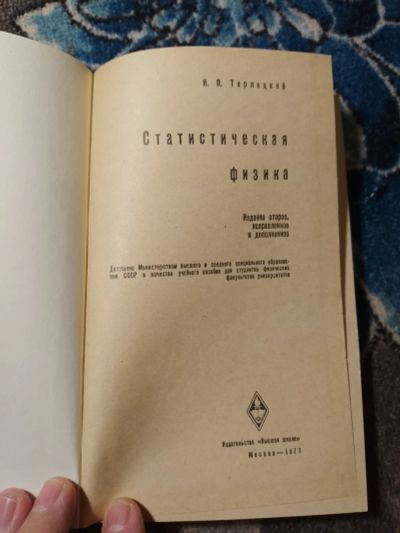 Я. П. Терлецкий
Статистическая
физика
Издание второе,
исправленное
и дополненное
Допущено Министерством высшего и среднего специального образова-
ния СССР в качестве учебного пособия для студентов физических
факультетов университетов
Издательство «Высшая школа»
Москва—1973